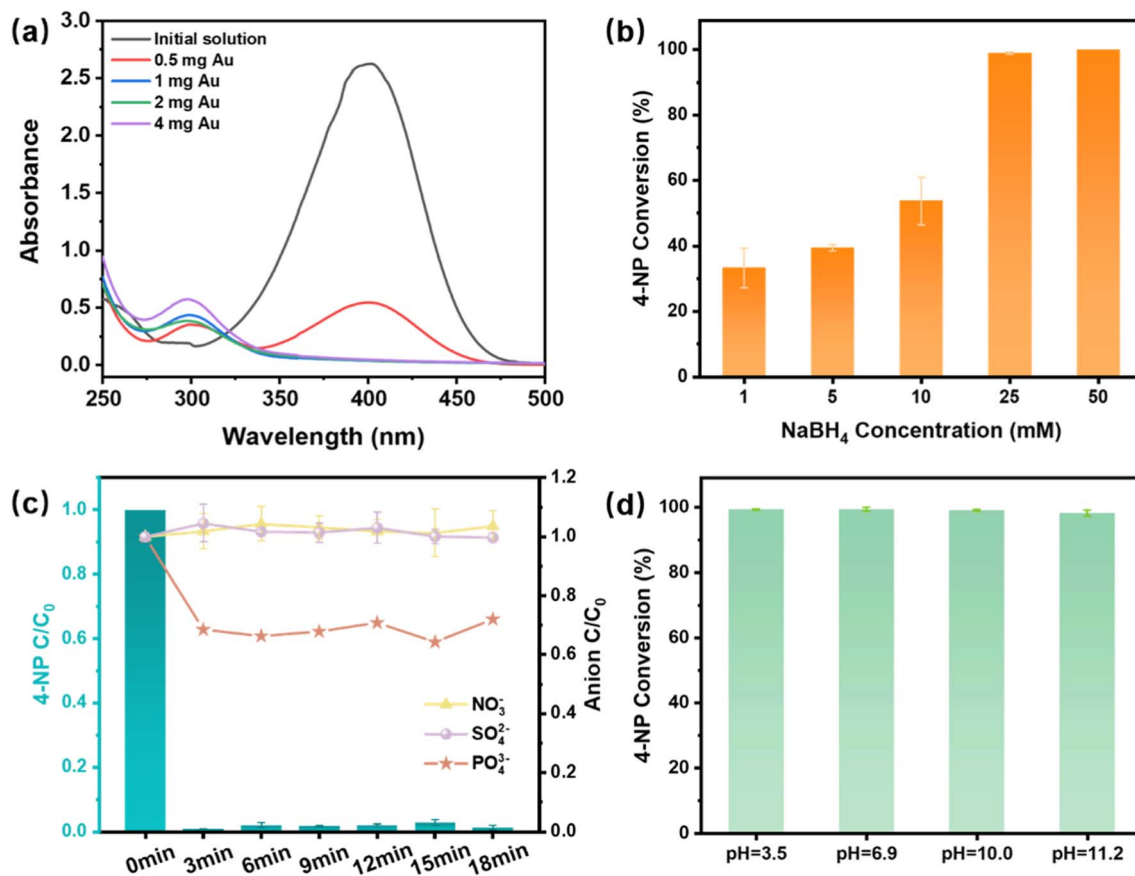 (a)
Initial solution
0.5 mg Au
1 mg Au
2 mg Au
4 mg Au
3.0
2.5
2.0
1.5
1.0
0.5
0.0
Absorbance
250 300 350 400 450 500
Wavelength (nm)
(b)
100
80
60
40
20
0
4-NP Conversion (%)
1 5 10 25 50
NaBH₄ Concentration (mM)
(c)
1.0
0.8
0.6
0.4
0.2
0.0
4-NP C/C₀
NO₃⁻
SO₄²⁻
PO₄³⁻
1.2
1.0
0.8
0.6
0.4
0.2
0.0
Anion C/C₀
0min 3min 6min 9min 12min 15min 18min
(d)
100
80
60
40
20
0
4-NP Conversion (%)
pH=3.5 pH=6.9 pH=10.0 pH=11.2